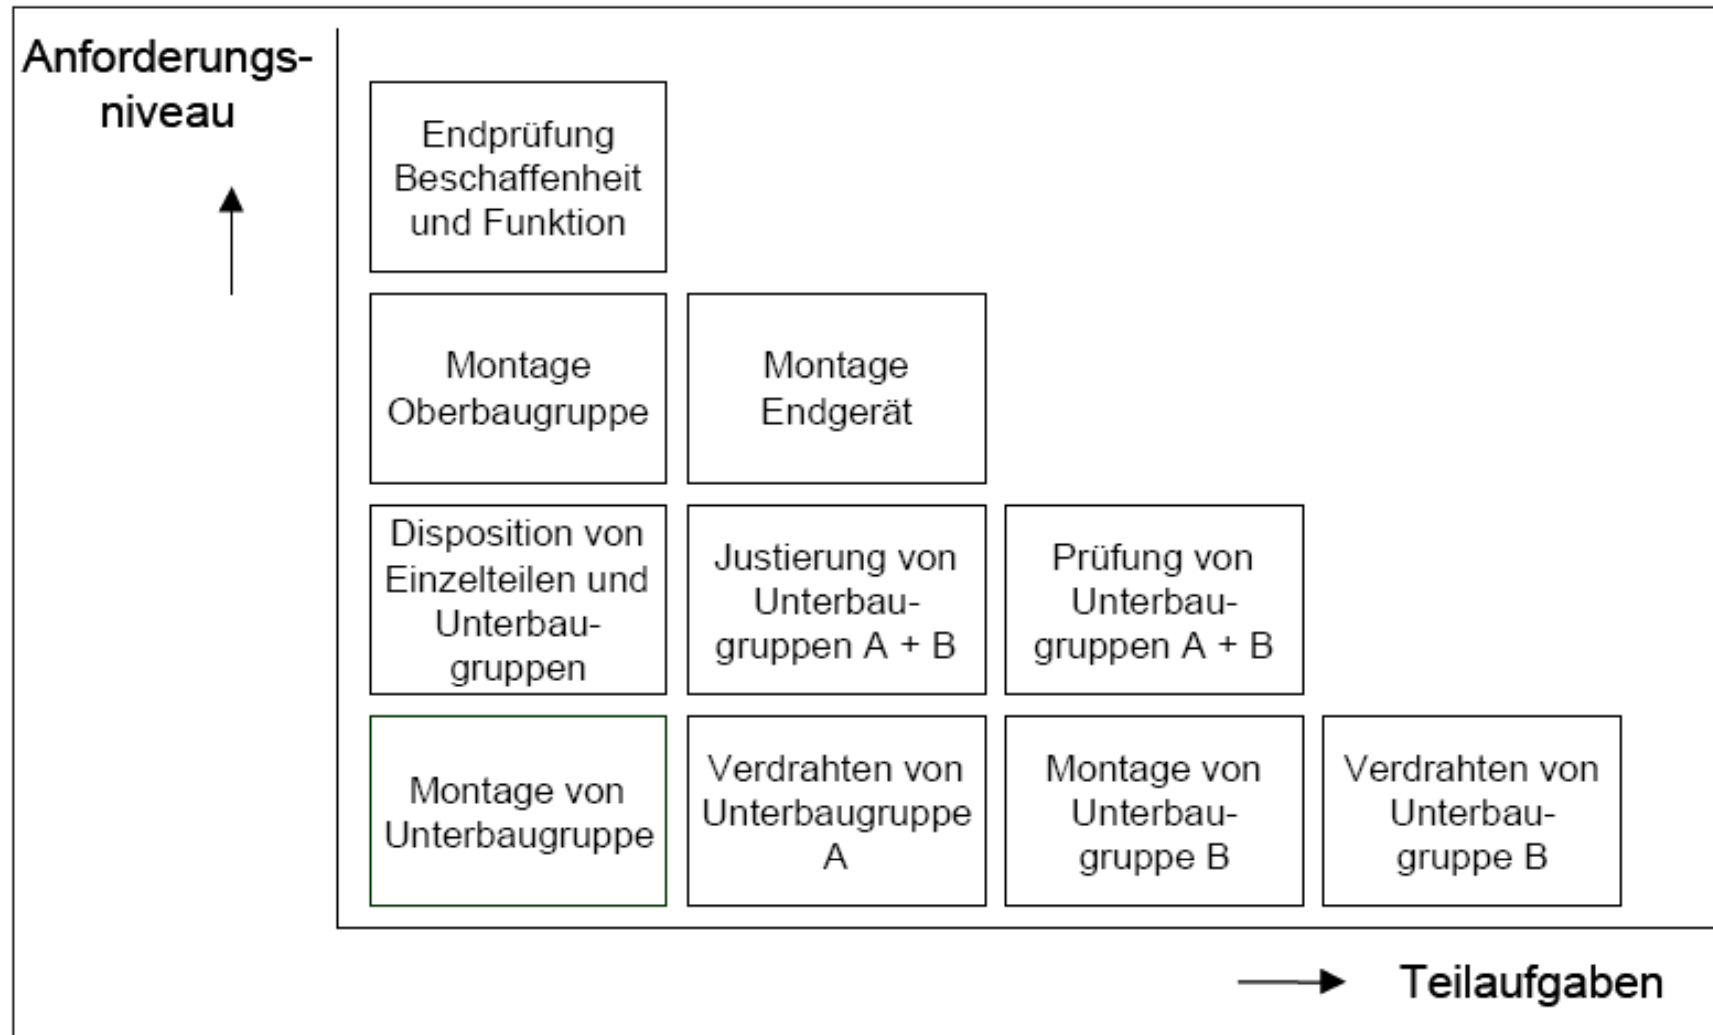 Anforderungs-
niveau
Endprüfung
Beschaffenheit
und Funktion
Montage
Oberbaugruppe
Montage
Endgerät
Disposition von
Einzelteilen und
Unterbau-
gruppen
Justierung von
Unterbau-
gruppen A + B
Prüfung von
Unterbau-
gruppen A + B
Montage von
Unterbaugruppe
Verdrahten von
Unterbaugruppe
A
Montage von
Unterbau-
gruppe B
Verdrahten von
Unterbau-
gruppe B
Teilaufgaben